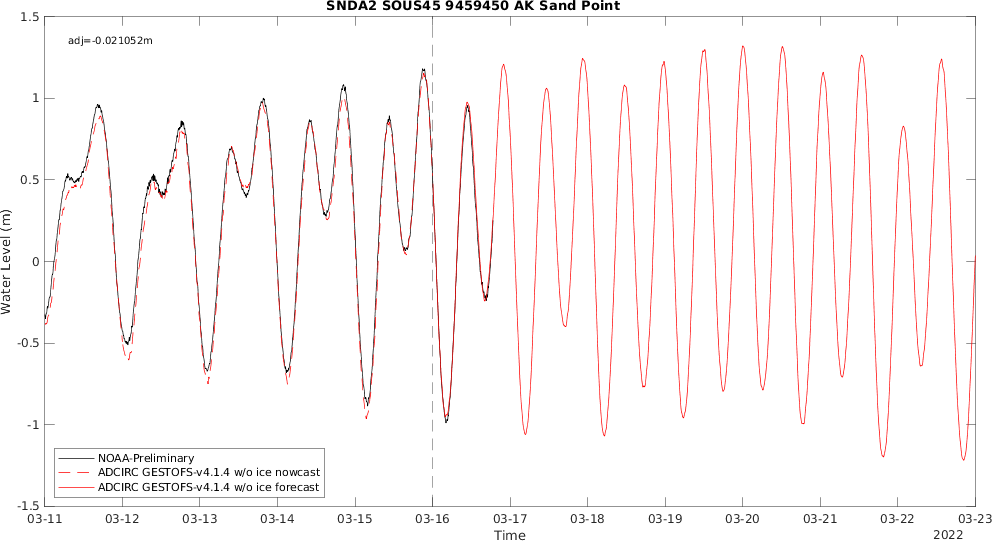 SNDA2 SOUS45 9459450 AK Sand Point
adj=-0.021052m
1.5
1
0.5
0
-0.5
-1
-1.5
Water Level (m)
NOAA-Preliminary
ADCIRC GESTOFS-v4.1.4 w/o ice nowcast
ADCIRC GESTOFS-v4.1.4 w/o ice forecast
03-11 03-12 03-13 03-14 03-15 03-16 03-17 03-18 03-19 03-20 03-21 03-22 03-23
Time
2022